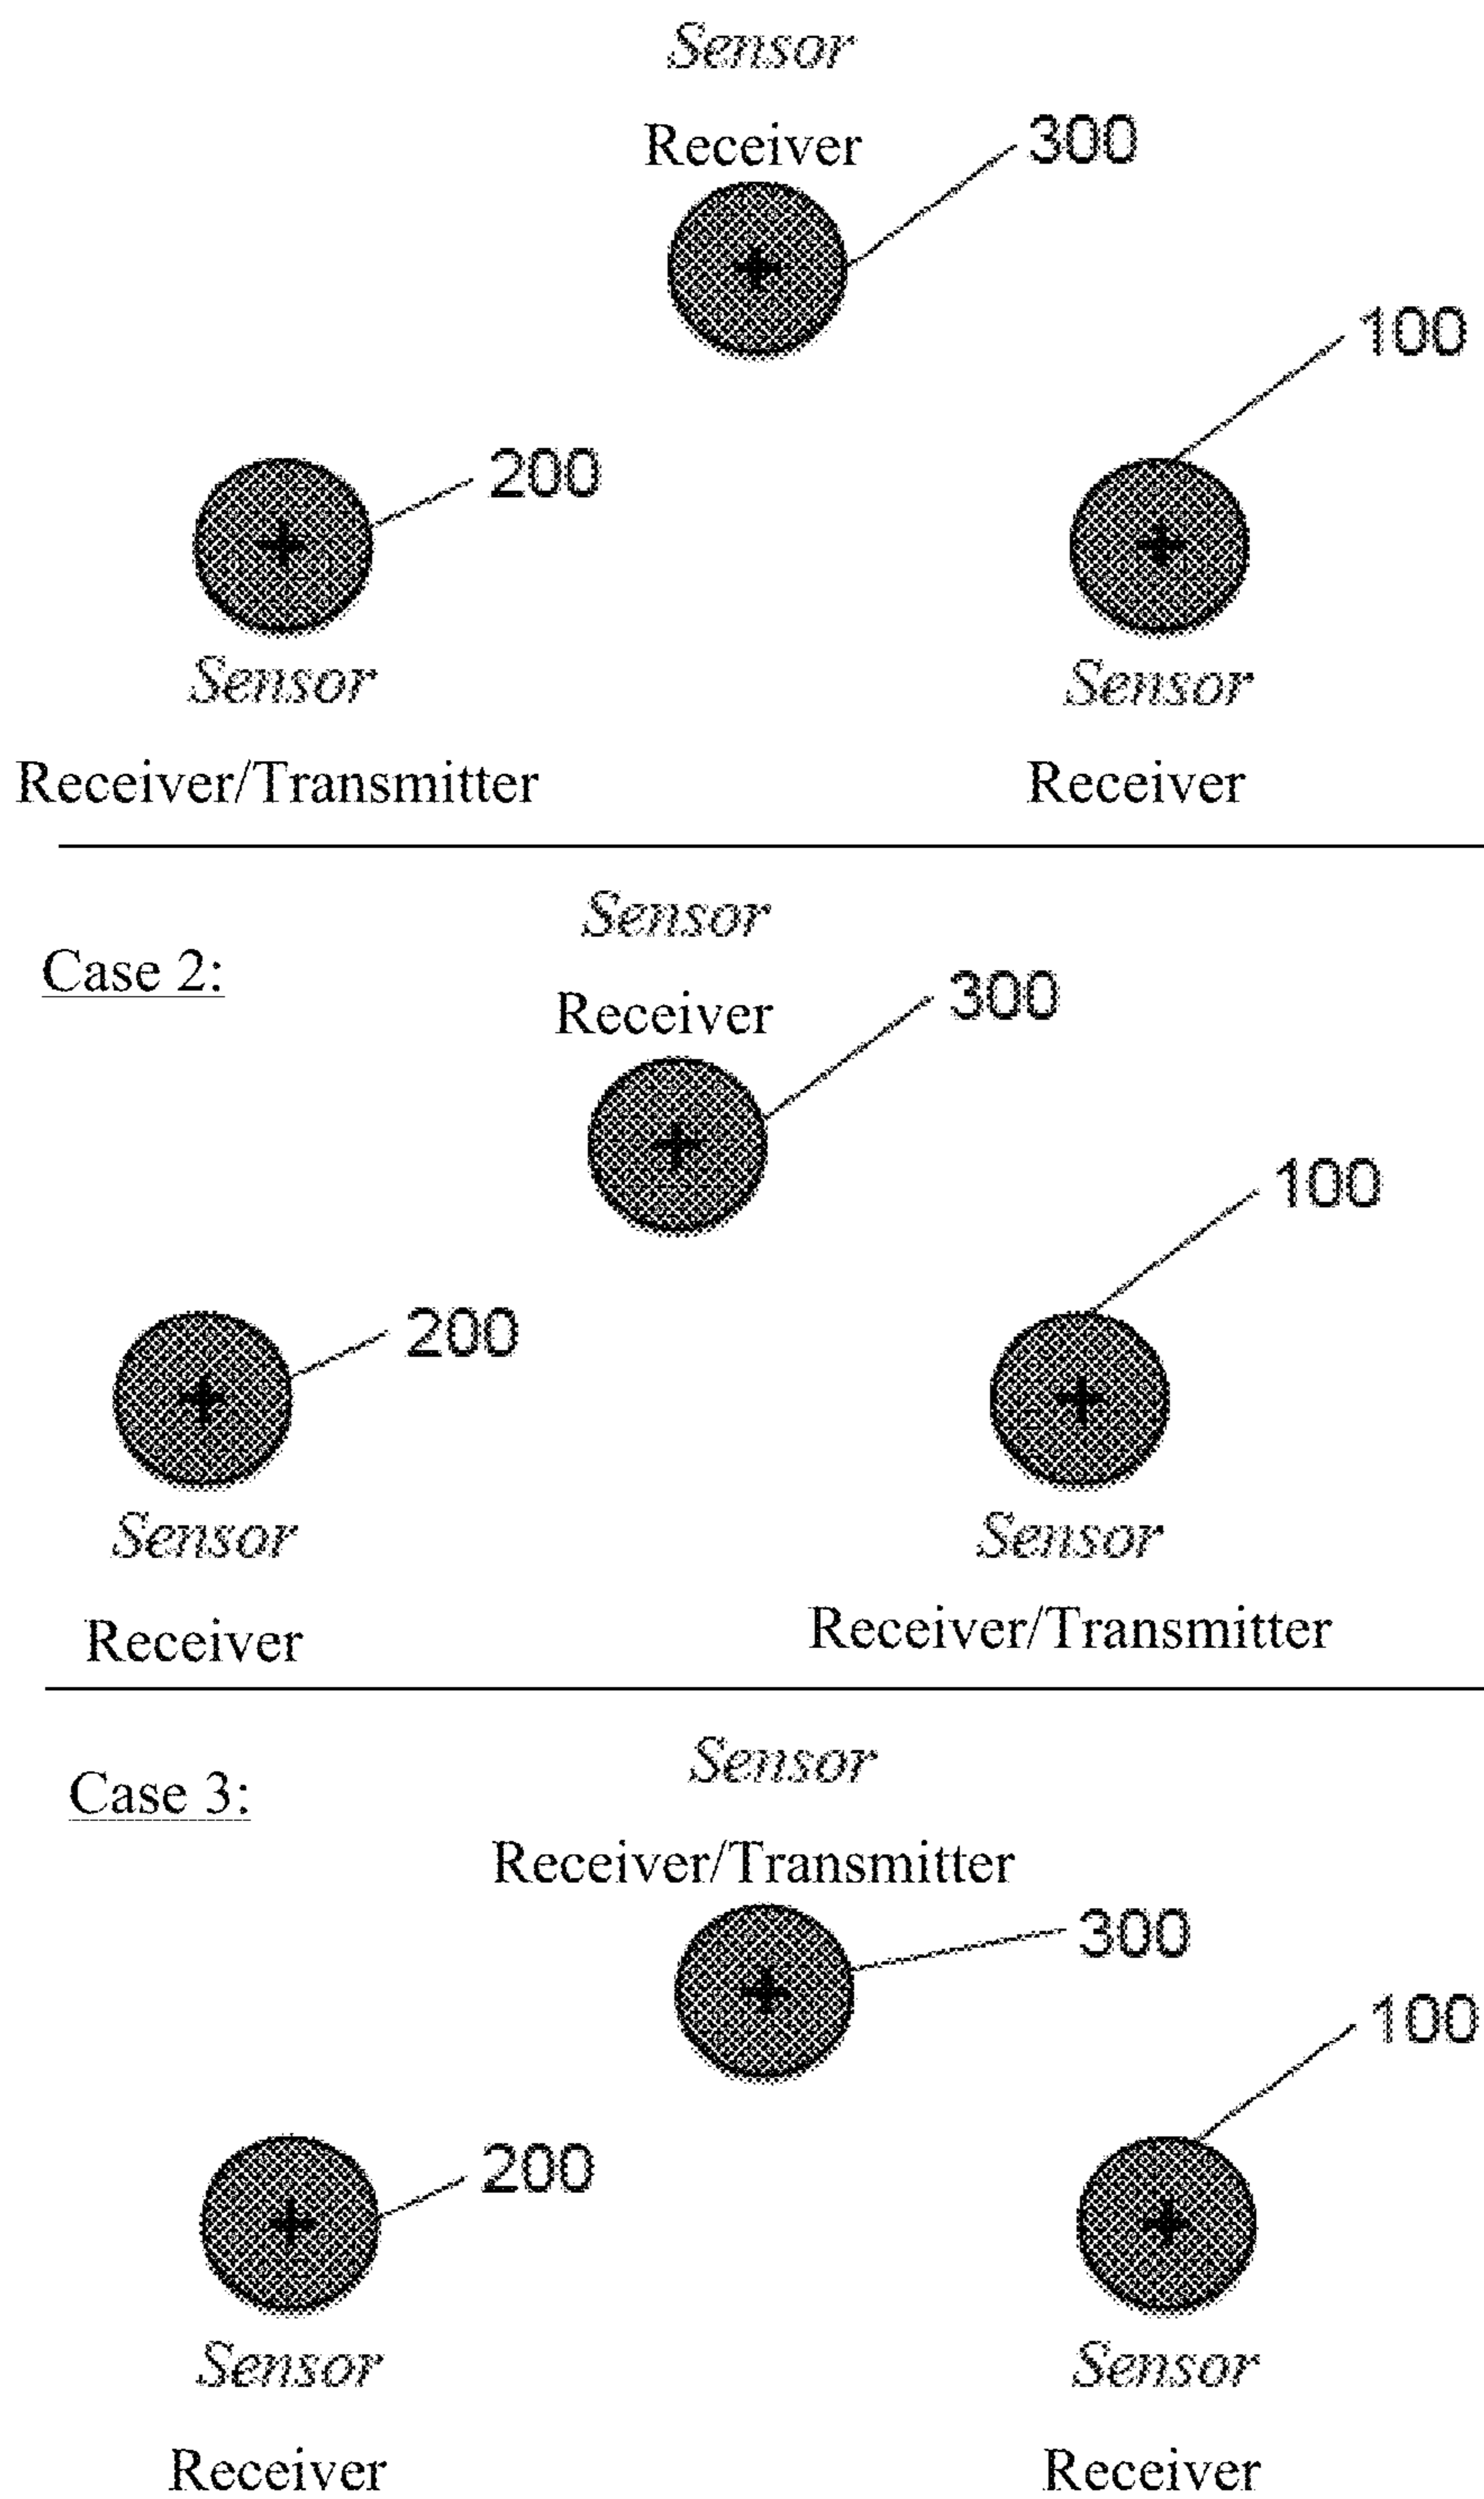 Sensor
Receiver
300
100
200
Sensor
Sensor
Receiver/Transmitter
Receiver
Sensor
Case 2:
Receiver
300
100
200
Sensor
Sensor
Receiver
Receiver/Transmitter
Sensor
Case 3:
Receiver/Transmitter
300
100
200
Sensor
Sensor
Receiver
Receiver